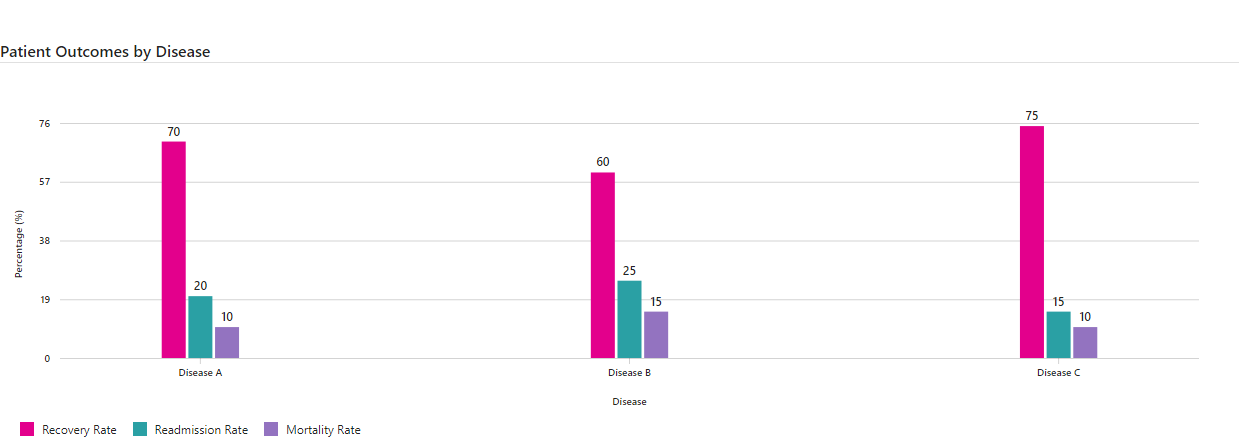 Patient Outcomes by Disease
75
76
70
60
57
Percentage (%)
38
25
20
19
15
15
10
10
0
Disease A
Disease B
Disease C
Disease
Recovery Rate
Readmission Rate
Mortality Rate